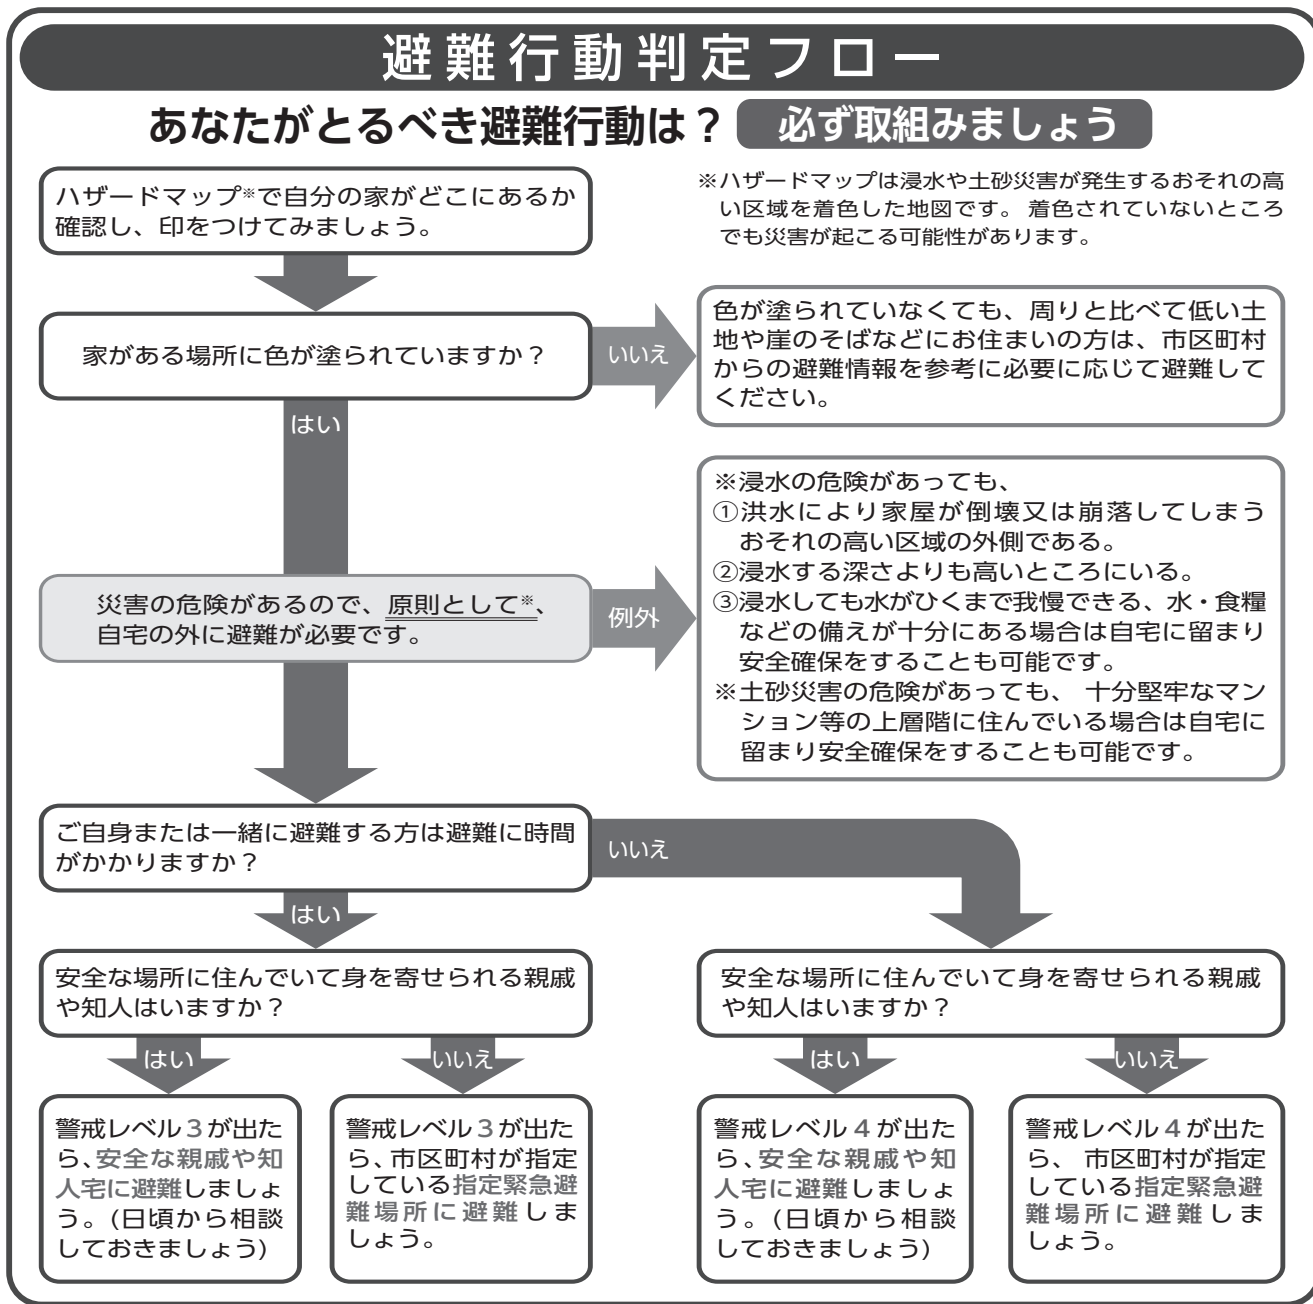 避難行動判定フロー
あなたがとるべき避難行動は？ 必ず取組みましょう
ハザードマップ※で自分の家がどこにあるか
確認し、印をつけてみましょう。
※ハザードマップは浸水や土砂災害が発生するおそれの高
い区域を着色した地図です。 着色されていないところ
でも災害が起こる可能性があります。
家がある場所に色が塗られていますか？
いいえ
色が塗られていなくても、周りと比べて低い土
地や崖のそばなどにお住まいの方は、市区町村
からの避難情報を参考に必要に応じて避難して
ください。
はい
災害の危険があるので、原則として※、
自宅の外に避難が必要です。
例外
※浸水の危険があっても、
①洪水により家屋が倒壊又は崩落してしまう
おそれの高い区域の外側である。
②浸水する深さよりも高いところにいる。
③浸水しても水がひくまで我慢できる、水・食糧
などの備えが十分にある場合は自宅に留まり
安全確保をすることも可能です。
※土砂災害の危険があっても、 十分堅牢なマン
ション等の上層階に住んでいる場合は自宅に
留まり安全確保をすることも可能です。
ご自身または一緒に避難する方は避難に時間
がかかりますか？
いいえ
はい
安全な場所に住んでいて身を寄せられる親戚
や知人はいますか？
はい
いいえ
警戒レベル３が出た
ら、安全な親戚や知
人宅に避難しましょ
う。(日頃から相談
しておきましょう)
警戒レベル３が出た
ら、市区町村が指定
している指定緊急避
難場所に避難しま
しょう。
安全な場所に住んでいて身を寄せられる親戚
や知人はいますか？
はい
いいえ
警戒レベル４が出た
ら、安全な親戚や知
人宅に避難しましょ
う。(日頃から相談
しておきましょう)
警戒レベル４が出た
ら、 市区町村が指定
している指定緊急避
難場所に避難しま
しょう。